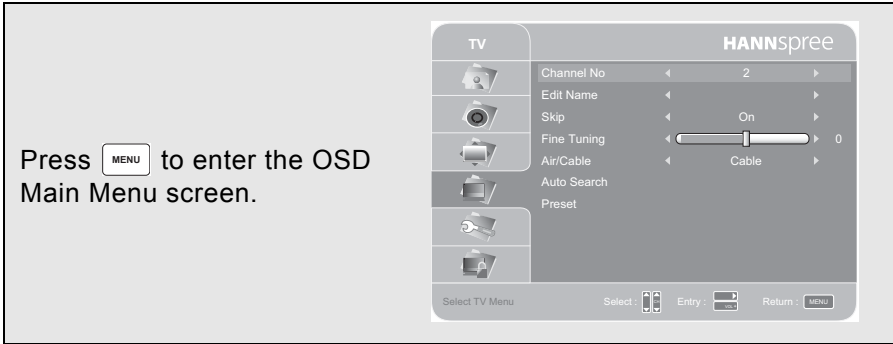 Press MENU to enter the OSD
Main Menu screen.
TV
HANNspree
Channel No 2
Edit Name
Skip On
Fine Tuning 0
Air/Cable Cable
Auto Search
Preset
Select TV Menu Select : Entry : VOL+ Return : MENU